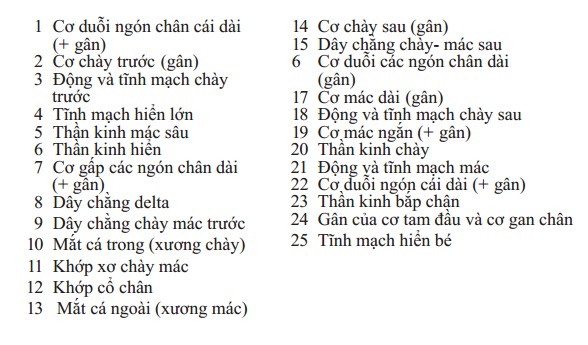 1 Cơ duỗi ngón chân cái dài
(+ gân)
2 Cơ chày trước (gân)
3 Động và tĩnh mạch chày
trước
4 Tĩnh mạch hiển lớn
5 Thần kinh mác sâu
6 Thần kinh hiển
7 Cơ gấp các ngón chân dài
(+ gân)
8 Dây chằng delta
9 Dây chằng chày mác trước
10 Mắt cá trong (xương chày)
11 Khớp xơ chày mác
12 Khớp cổ chân
13 Mắt cá ngoài (xương mác)
14 Cơ chày sau (gân)
15 Dây chằng chày- mác sau
6 Cơ duỗi các ngón chân dài
(gân)
17 Cơ mác dài (gân)
18 Động và tĩnh mạch chày sau
19 Cơ mác ngắn (+ gân)
20 Thần kinh chày
21 Động và tĩnh mạch mác
22 Cơ duỗi ngón cái dài (+ gân)
23 Thần kinh bắp chân
24 Gân của cơ tam đầu và cơ gan chân
25 Tĩnh mạch hiển bé